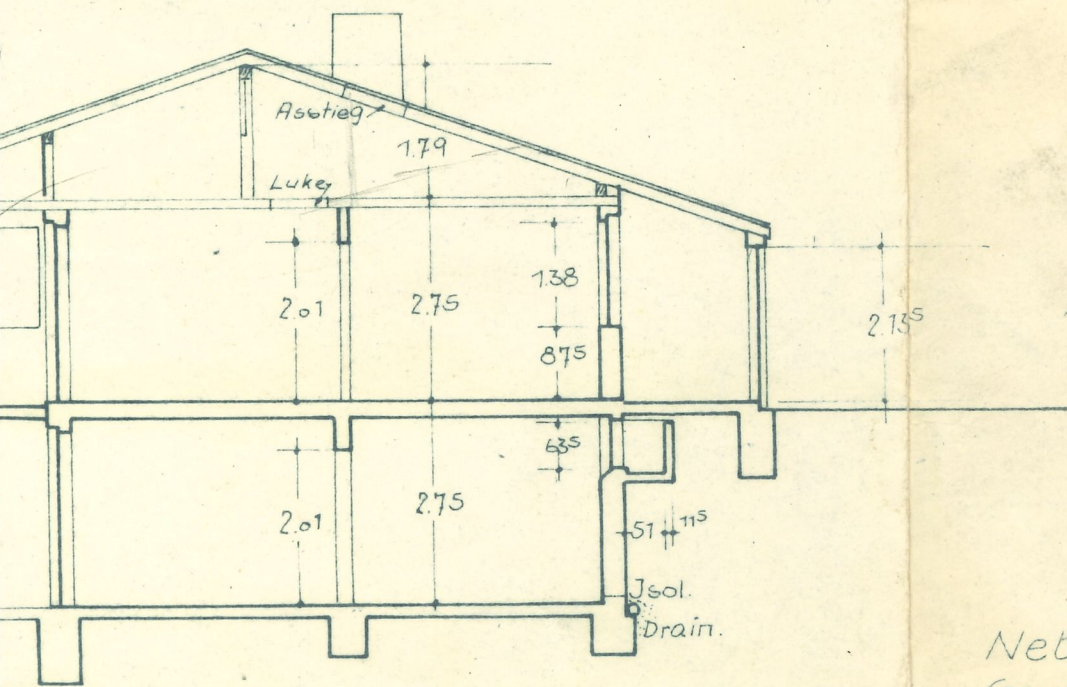 Asstieg
1.79
Luke
1.38
2.01
2.75
2.13⁵
87⁵
63⁵
2.75
2.01
51 11⁵
Jsol.
Drain.
Net